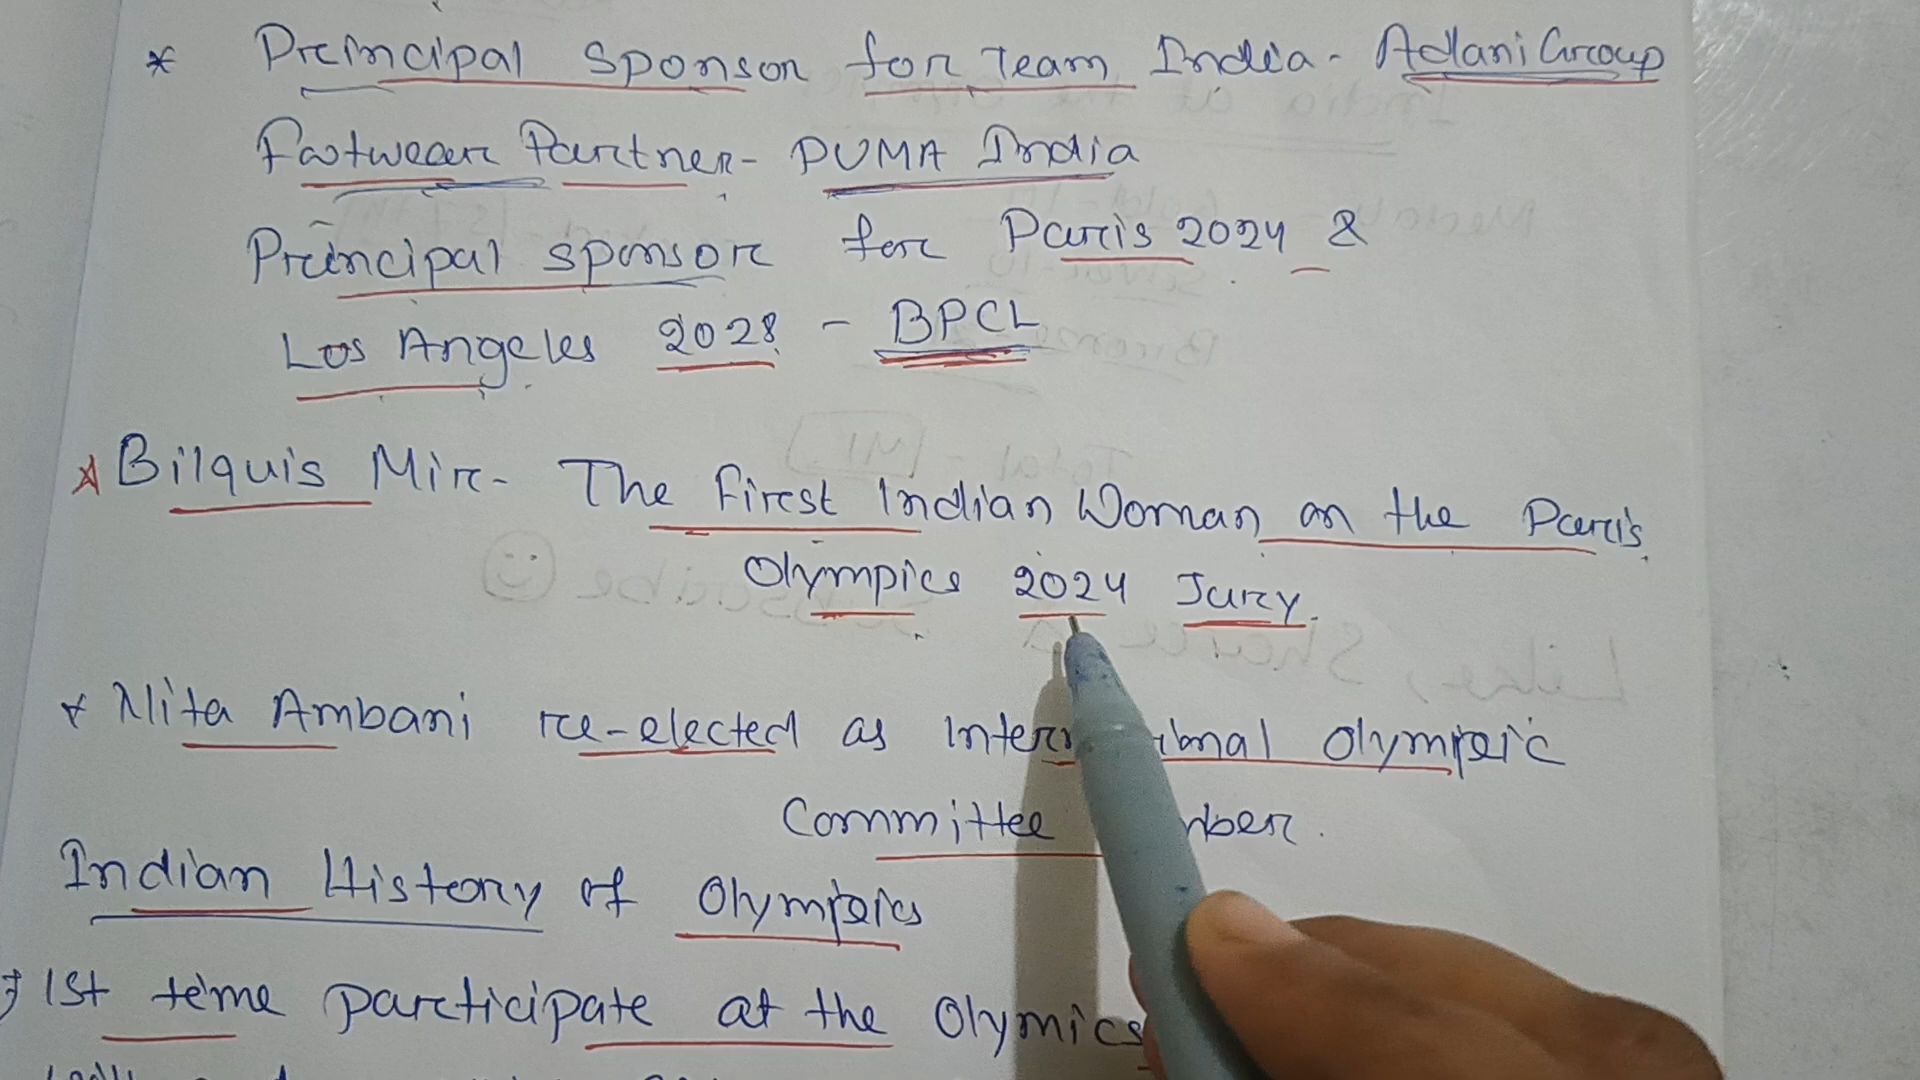 * Principal Sponsor for Team India - Adani Group
Footwear Partner - PUMA India
Principal sponsor for Paris 2024 &
Los Angeles 2028 - BPCL
Bilquis Mir - The First Indian Woman on the Paris
Olympics 2024 Jury.
* Nita Ambani re-elected as International Olympic
Committee
Indian History of Olympics
1st time participate at the Olymics